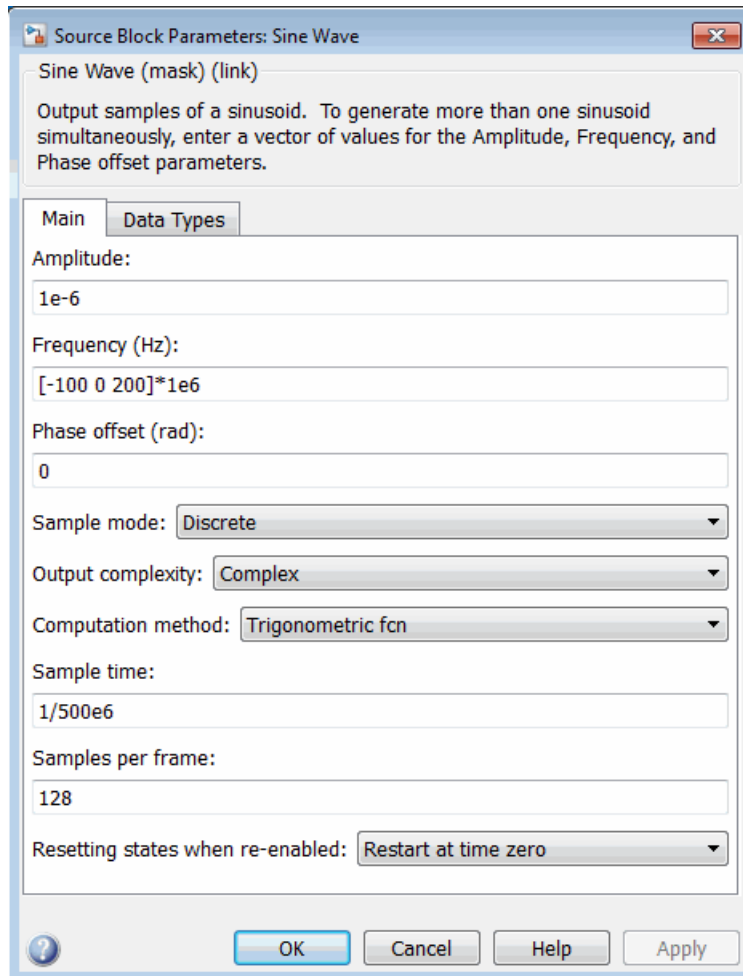 Source Block Parameters: Sine Wave
Sine Wave (mask) (link)
Output samples of a sinusoid.  To generate more than one sinusoid
simultaneously, enter a vector of values for the Amplitude, Frequency, and
Phase offset parameters.
Main Data Types
Amplitude:
1e-6
Frequency (Hz):
[-100 0 200]*1e6
Phase offset (rad):
0
Sample mode: Discrete
Output complexity: Complex
Computation method: Trigonometric fcn
Sample time:
1/500e6
Samples per frame:
128
Resetting states when re-enabled: Restart at time zero
? OK Cancel Help Apply